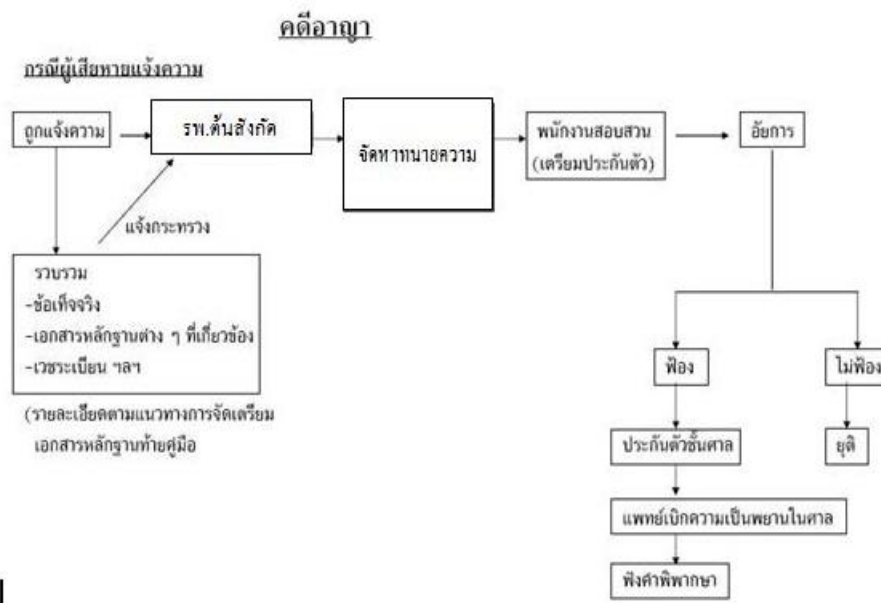 คดีอาญา
กรณีผู้เสียหายแจ้งความ
ถูกแจ้งความ
รพ.ต้นสังกัด
จัดหาทนายความ
พนักงานสอบสวน
(เตรียมประกันตัว)
อัยการ
แจ้งกระทรวง
รวบรวม
-ข้อเท็จจริง
-เอกสารหลักฐานต่าง ๆ ที่เกี่ยวข้อง
-เวชระเบียน ฯลฯ
(รายละเอียดตามแนวทางการจัดเตรียม
เอกสารหลักฐานท้ายคู่มือ
ฟ้อง
ไม่ฟ้อง
ประกันตัวชั้นศาล
ยุติ
แพทย์เบิกความเป็นพยานในศาล
ฟังคำพิพากษา